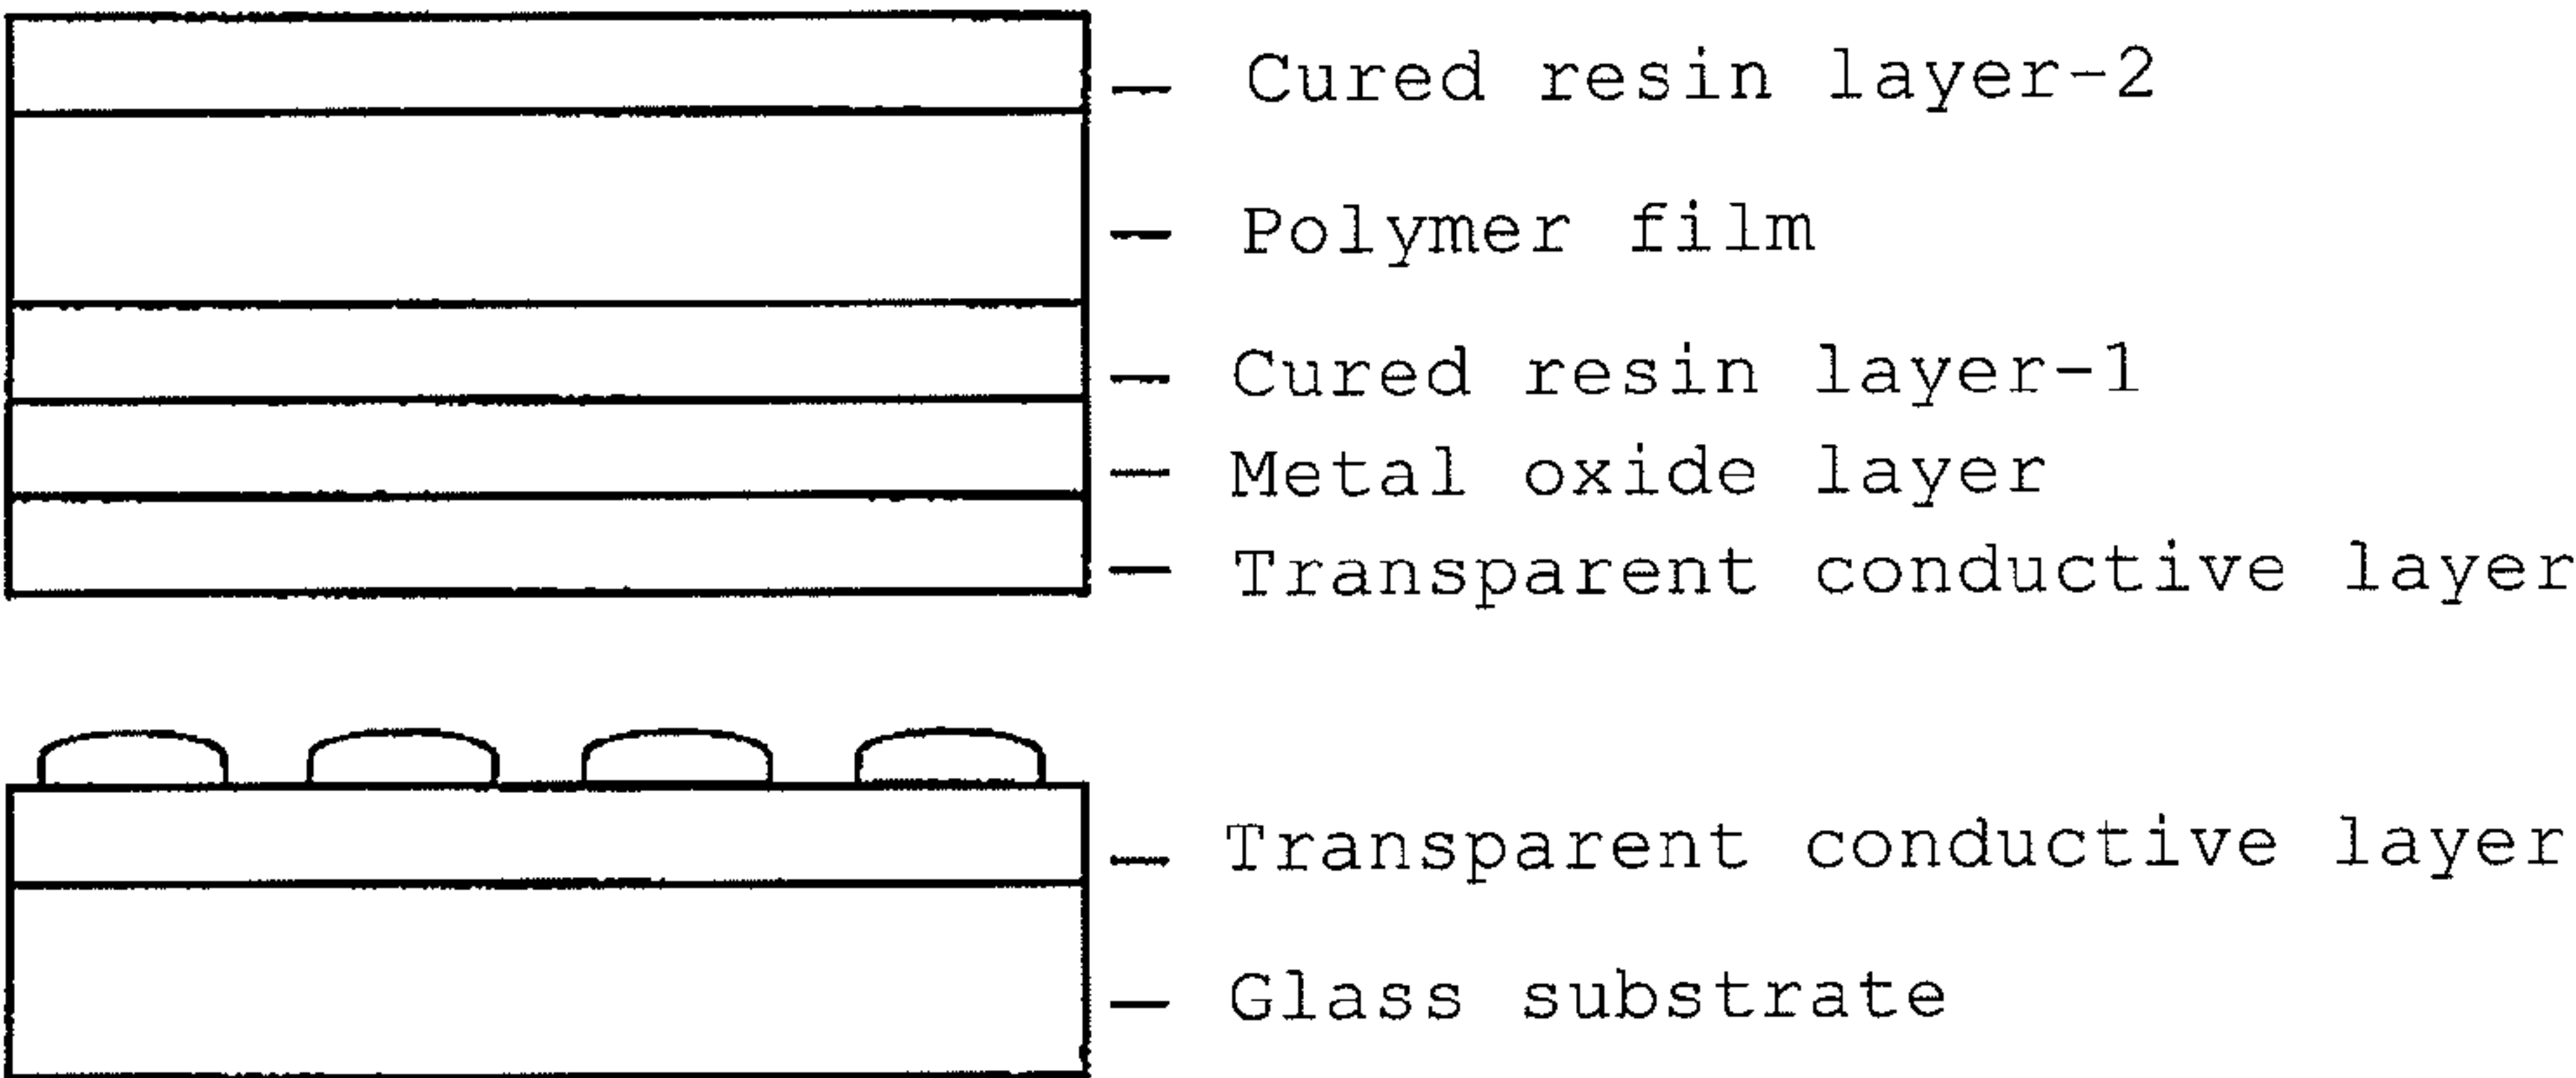 Cured resin layer-2
Polymer film
Cured resin layer-1
Metal oxide layer
Transparent conductive layer
Transparent conductive layer
Glass substrate